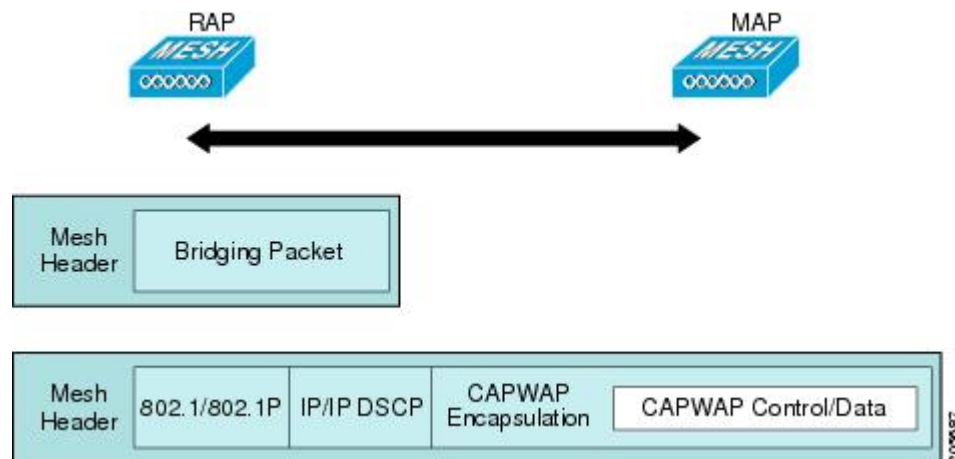 RAP
MAP
MESH
MESH
Mesh
Header
Bridging Packet
Mesh
Header
802.1/802.1P
IP/IP DSCP
CAPWAP
Encapsulation
CAPWAP Control/Data